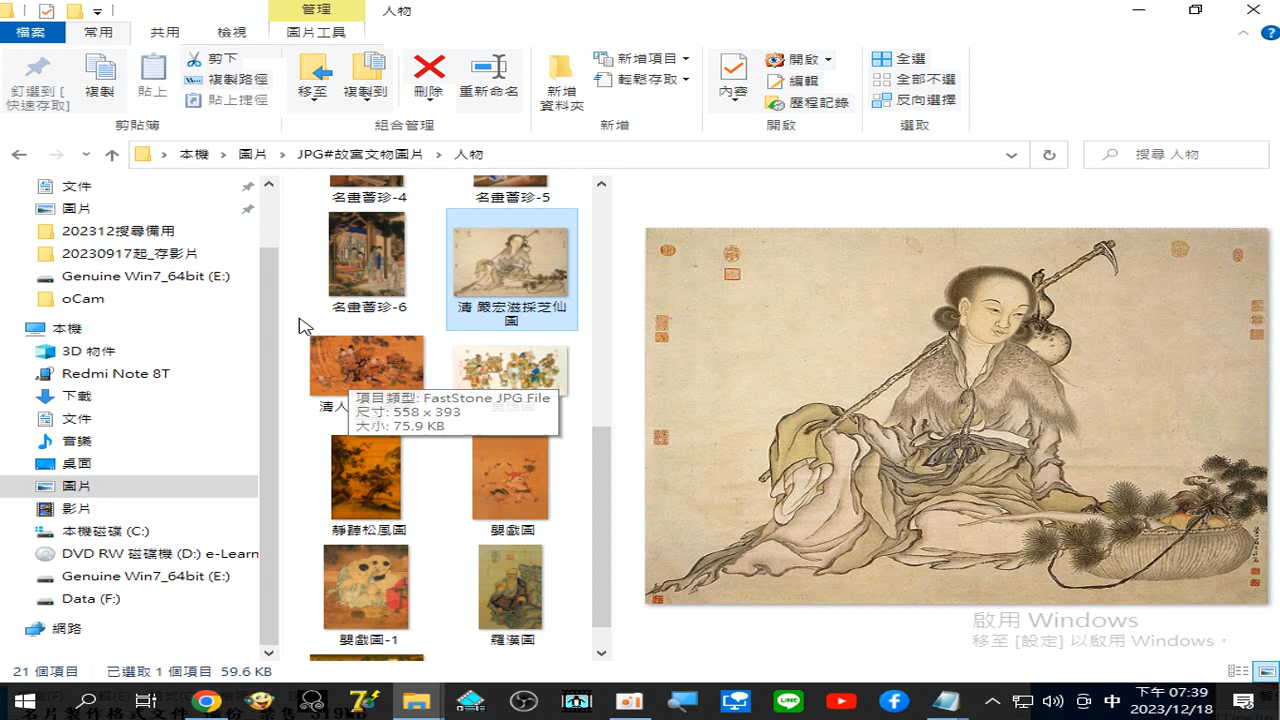 管理
人物
檔案
常用
共用
檢視
圖片工具
釘選到 [
快速存取]
複製
貼上
剪下
複製路徑
貼上捷徑
剪貼簿
移至
複製到
刪除
重新命名
組合管理
新增
資料夾
新增項目
輕鬆存取
新增
內容
開啟
編輯
歷程記錄
開啟
全選
全部不選
反向選擇
選取
本機 › 圖片 › JPG#故宮文物圖片 › 人物
搜尋 人物
文件
圖片
202312搜尋備用
20230917起_存影片
Genuine Win7_64bit (E:)
oCam
本機
3D 物件
Redmi Note 8T
下載
文件
音樂
桌面
圖片
影片
本機磁碟 (C:)
DVD RW 磁碟機 (D:) e-Learn
Genuine Win7_64bit (E:)
Data (F:)
網路
名畫薈珍-4
名畫薈珍-5
名畫薈珍-6
清 嚴宏滋採芝仙
圖
清人
項目類型: FastStone JPG File
尺寸: 558 x 393
大小: 75.9 KB
靜聽松風圖
嬰戲圖
嬰戲圖-1
羅漢圖
啟用 Windows
移至 [設定] 以啟用 Windows。
21 個項目
已選取 1 個項目 59.6 KB
中
下午 07:39
2023/12/18